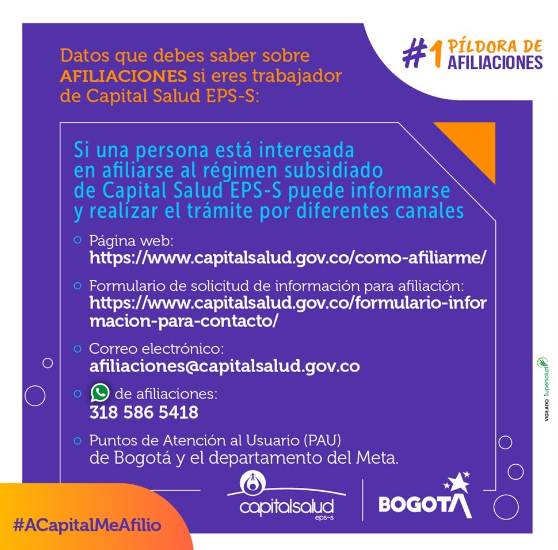 Datos que debes saber sobre
AFILIACIONES si eres trabajador
de Capital Salud EPS-S:
#1 PÍLDORA DE
AFILIACIONES
Si una persona está interesada
en afiliarse al régimen subsidiado
de Capital Salud EPS-S puede informarse
y realizar el trámite por diferentes canales
Página web:
https://www.capitalsalud.gov.co/como-afiliarme/
Formulario de solicitud de información para afiliación:
https://www.capitalsalud.gov.co/formulario-infor
macion-para-contacto/
Correo electrónico:
afiliaciones@capitalsalud.gov.co
de afiliaciones:
318 586 5418
Puntos de Atención al Usuario (PAU)
de Bogotá y el departamento del Meta.
VIGILADO Supersalud
capitalsalud
eps-s
BOGOTÁ
#ACapitalMeAfilio